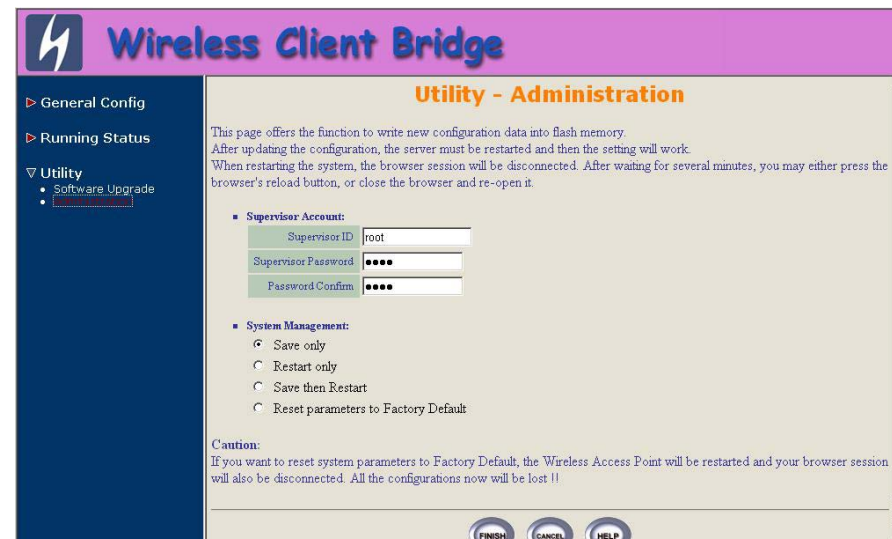 Wireless Client Bridge
General Config
Running Status
Utility
Software Upgrade
Utility - Administration
This page offers the function to write new configuration data into flash memory.
After updating the configuration, the server must be restarted and then the setting will work.
When restarting the system, the browser session will be disconnected. After waiting for several minutes, you may either press the
browser's reload button, or close the browser and re-open it.
Supervisor Account:
Supervisor ID root
Supervisor Password ●●●●
Password Confirm ●●●●
System Management:
Save only
Restart only
Save then Restart
Reset parameters to Factory Default
Caution:
If you want to reset system parameters to Factory Default, the Wireless Access Point will be restarted and your browser session
will also be disconnected. All the configurations now will be lost !!
FINISH CANCEL HELP